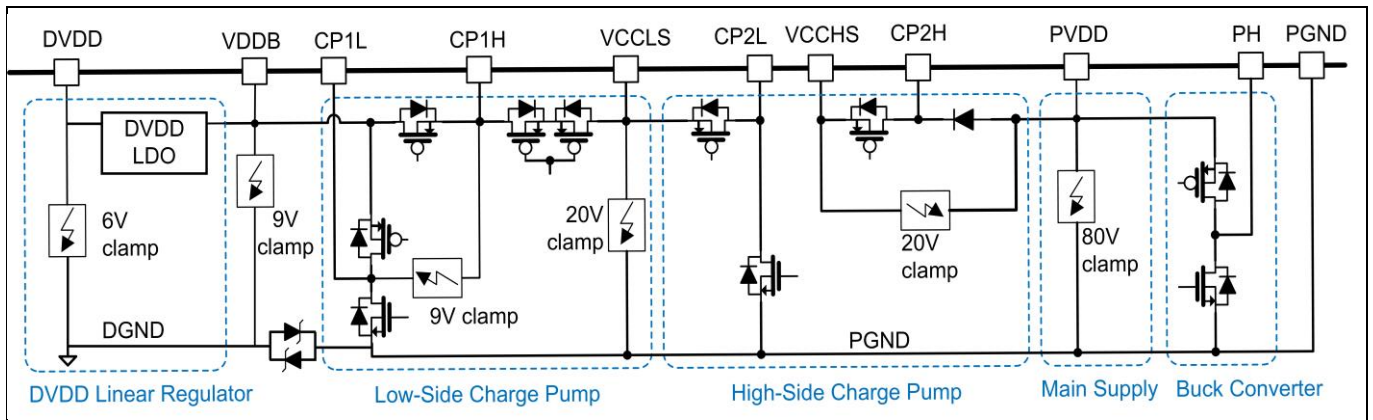 DVDD VDDB CP1L CP1H VCCLS CP2L VCCHS CP2H PVDD PH PGND
DVDD
LDO
6V
clamp
9V
clamp
20V
clamp
20V
clamp
80V
clamp
9V clamp
DGND
PGND
DVDD Linear Regulator
Low-Side Charge Pump
High-Side Charge Pump
Main Supply
Buck Converter